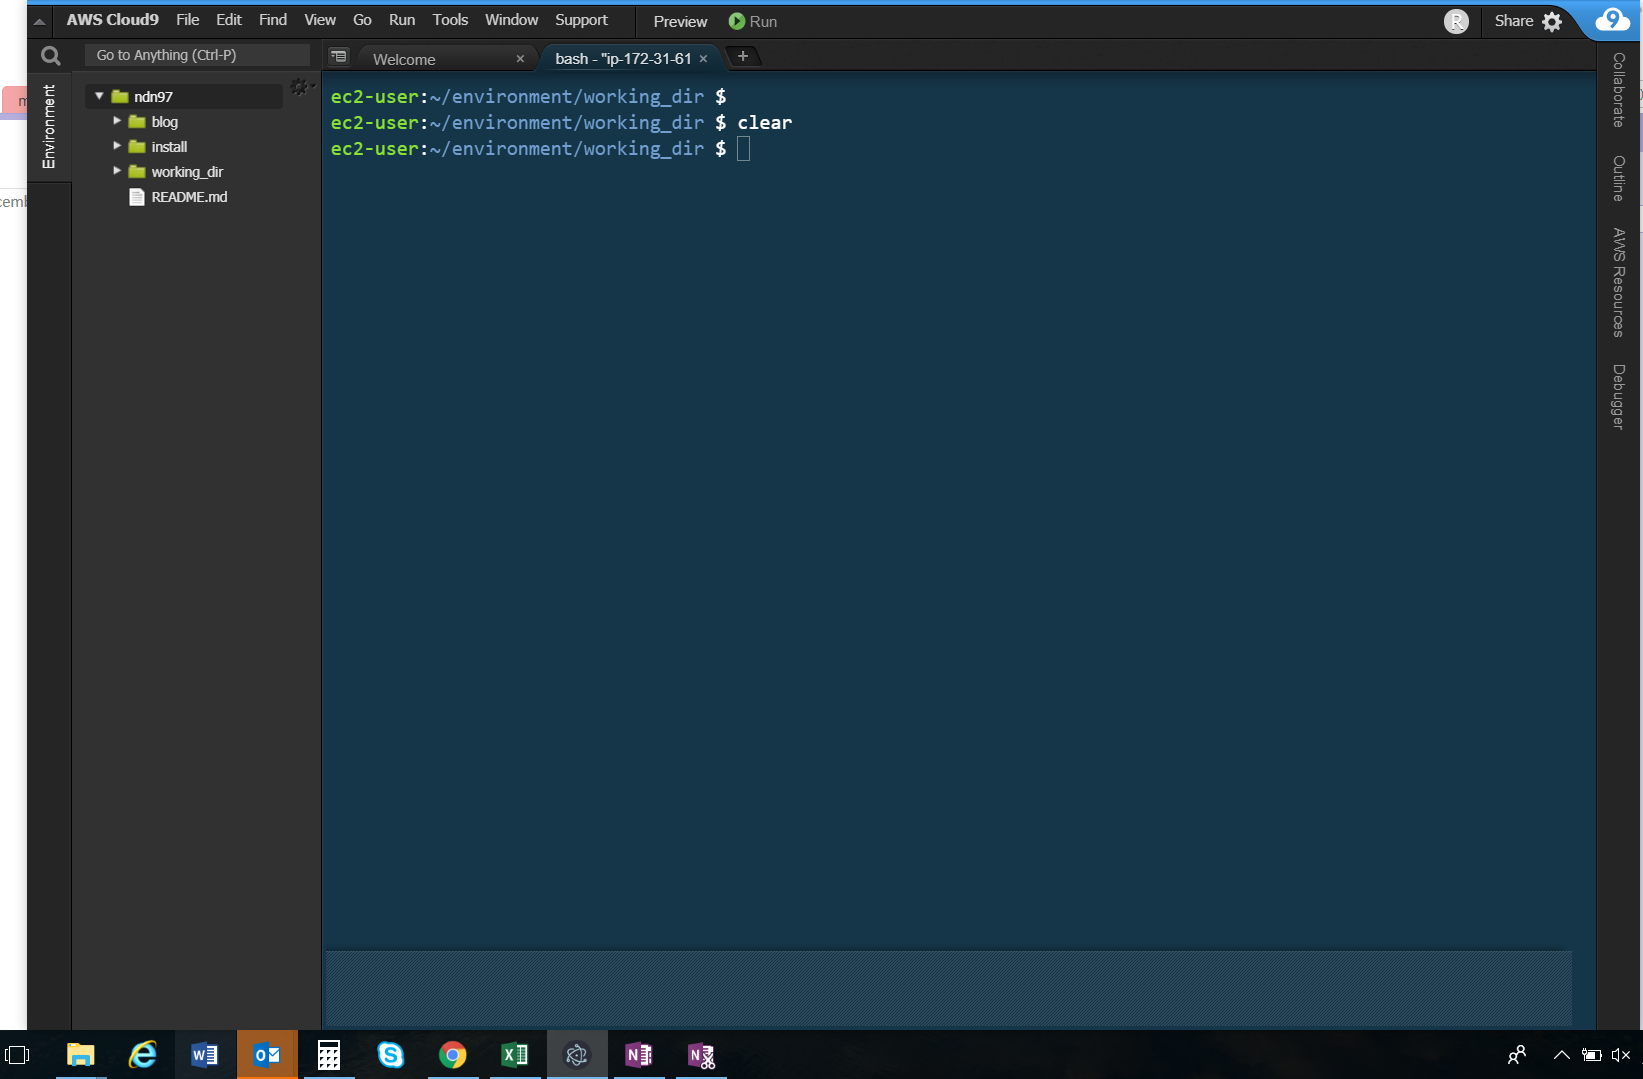 AWS Cloud9 File Edit Find View Go Run Tools Window Support Preview Run R Share 9
Go to Anything (Ctrl-P)
Welcome × bash - "ip-172-31-61 × +
Environment
ndn97
blog
install
working_dir
README.md
ec2-user:~/environment/working_dir $
ec2-user:~/environment/working_dir $ clear
ec2-user:~/environment/working_dir $
Collaborate
Outline
AWS Resources
Debugger